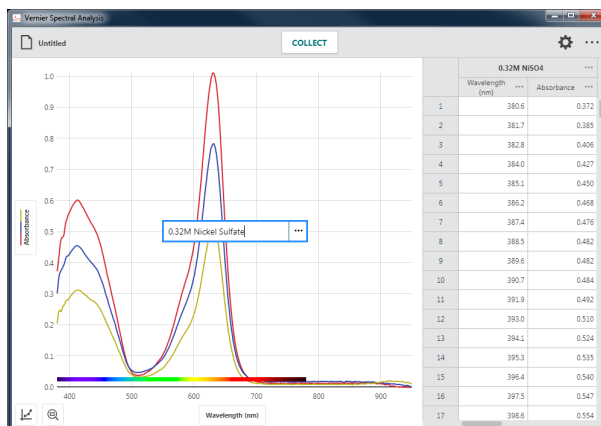 Vernier Spectral Analysis
Untitled
COLLECT
0.32M NiSO4
Wavelength (nm) Absorbance
1 380.6 0.372
2 381.7 0.385
3 382.8 0.406
4 384.0 0.427
5 385.1 0.450
6 386.2 0.468
7 387.4 0.476
8 388.5 0.482
9 389.6 0.482
10 390.7 0.484
11 391.9 0.492
12 393.0 0.510
13 394.1 0.524
14 395.3 0.535
15 396.4 0.540
16 397.5 0.547
17 398.6 0.554
1.0
0.9
0.8
0.7
0.6
0.5
0.4
0.3
0.2
0.1
0.0
Absorbance
0.32M Nickel Sulfate
400 500 600 700 800 900
Wavelength (nm)